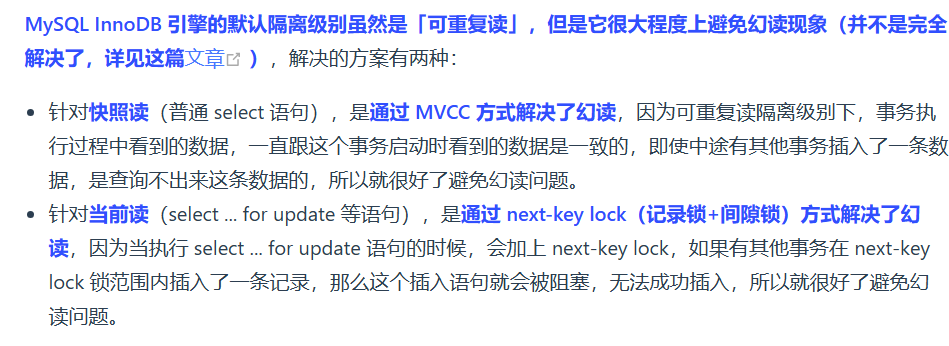 MySQL InnoDB 引擎的默认隔离级别虽然是「可重复读」，但是它很大程度上避免幻读现象（并不是完全
解决了，详见这篇文章），解决的方案有两种：
针对快照读（普通 select 语句），是通过 MVCC 方式解决了幻读，因为可重复读隔离级别下，事务执
行过程中看到的数据，一直跟这个事务启动时看到的数据是一致的，即使中途有其他事务插入了一条数
据，是查询不出来这条数据的，所以就很好了避免幻读问题。
针对当前读（select ... for update 等语句），是通过 next-key lock（记录锁+间隙锁）方式解决了幻
读，因为当执行 select ... for update 语句的时候，会加上 next-key lock，如果有其他事务在 next-key
lock 锁范围内插入了一条记录，那么这个插入语句就会被阻塞，无法成功插入，所以就很好了避免幻
读问题。